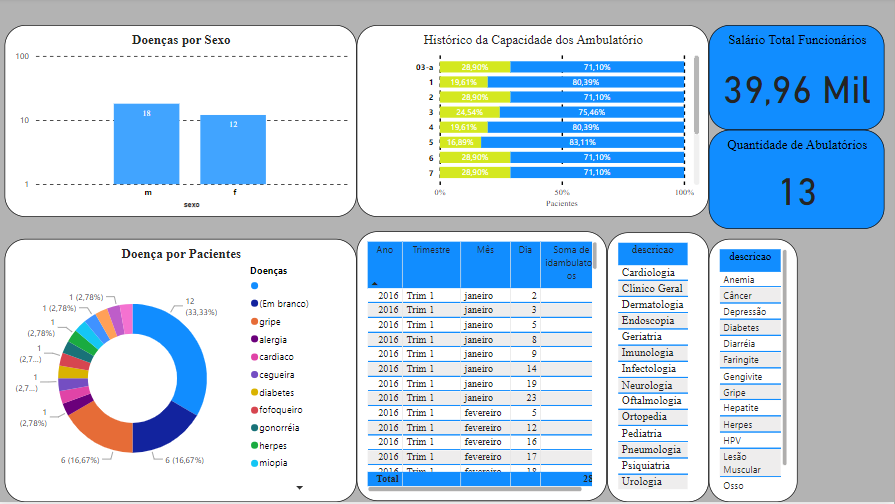 Doenças por Sexo
100
10
1
18
12
m
f
sexo
Histórico da Capacidade dos Ambulatório
03-a 28,90% 71,10%
1 19,61% 80,39%
2 28,90% 71,10%
3 24,54% 75,46%
4 19,61% 80,39%
5 16,89% 83,11%
6 28,90% 71,10%
7 28,90% 71,10%
0% 50% 100%
Pacientes
Salário Total Funcionários
39,96 Mil
Quantidade de Abulatórios
13
Doença por Pacientes
12
(33,33%)
6 (16,67%)
6 (16,67%)
1
(2,78%)
1
(2,7...)
1
(2,7...)
1
(2,78%)
1 (2,78%)
1 (2,78%)
Doenças
(Em branco)
gripe
alergia
cardiaco
cegueira
diabetes
fofoqueiro
gonorréia
herpes
miopia
Ano Trimestre Mês Dia Soma de
idambulato
os
2016 Trim 1 janeiro 2
2016 Trim 1 janeiro 3
2016 Trim 1 janeiro 5
2016 Trim 1 janeiro 8
2016 Trim 1 janeiro 9
2016 Trim 1 janeiro 14
2016 Trim 1 janeiro 19
2016 Trim 1 janeiro 23
2016 Trim 1 fevereiro 5
2016 Trim 1 fevereiro 12
2016 Trim 1 fevereiro 16
2016 Trim 1 fevereiro 17
2016 Trim 1 fevereiro 18
Total 28
descricao
Cardiologia
Clínico Geral
Dermatologia
Endoscopia
Geriatria
Imunologia
Infectologia
Neurologia
Oftalmologia
Ortopedia
Pediatria
Pneumologia
Psiquiatria
Urologia
descricao
Anemia
Câncer
Depressão
Diabetes
Diarréia
Faringite
Gengivite
Gripe
Hepatite
Herpes
HPV
Lesão
Muscular
Osso